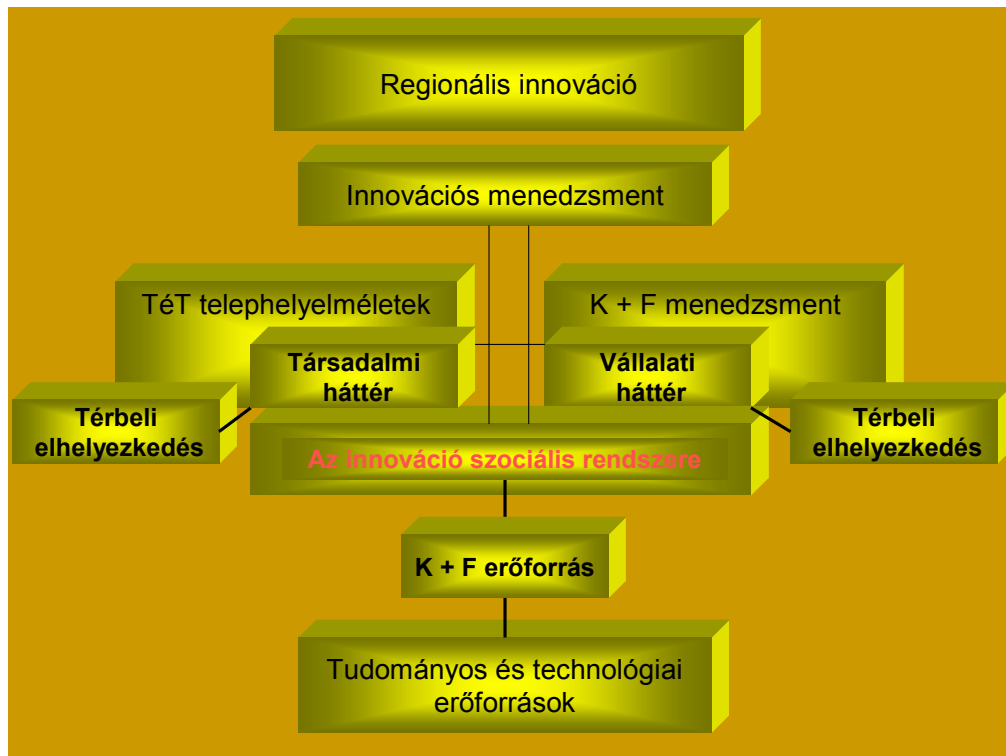 Regionális innováció
Innovációs menedzsment
TéT telephelyelméletek
K + F menedzsment
Társadalmi
háttér
Vállalati
háttér
Térbeli
elhelyezkedés
Térbeli
elhelyezkedés
Az innováció szociális rendszere
K + F erőforrás
Tudományos és technológiai
erőforrások